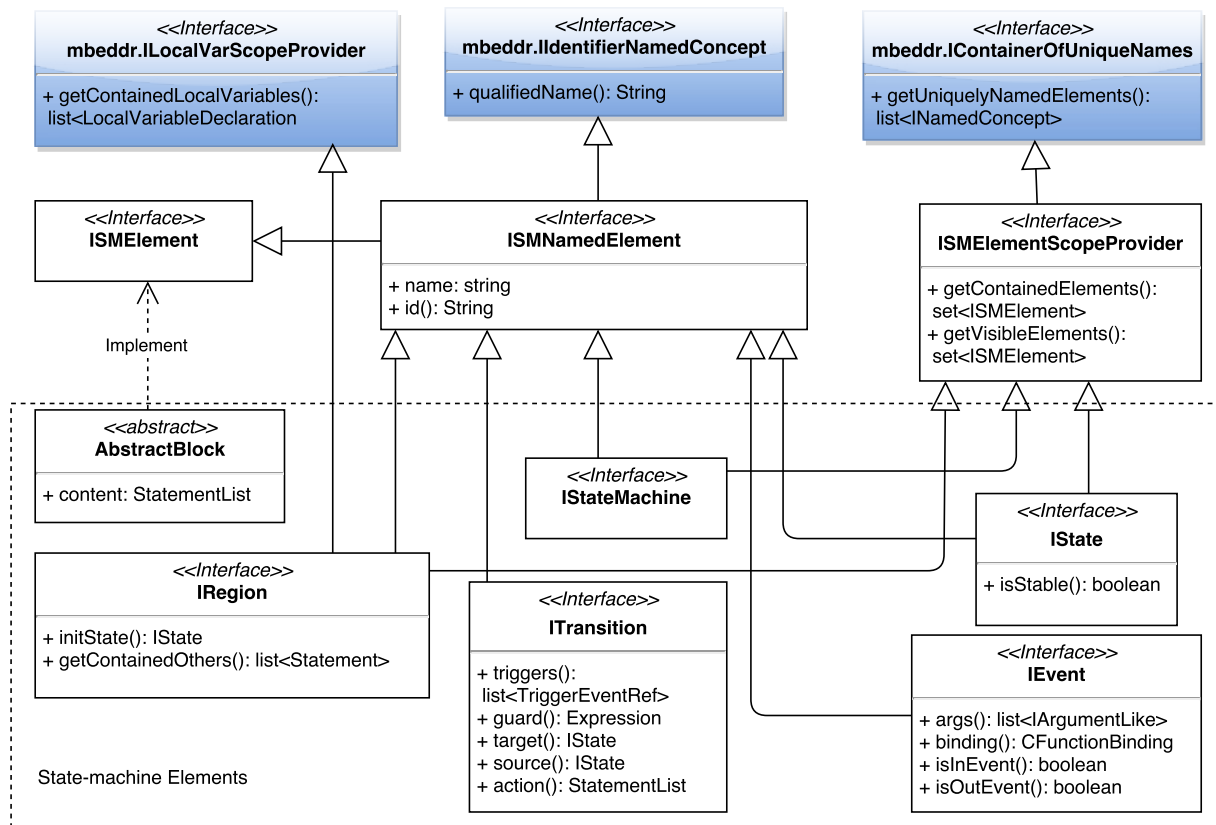 <<Interface>>
mbeddr.ILocalVarScopeProvider
+ getContainedLocalVariables():
list<LocalVariableDeclaration
<<Interface>>
mbeddr.IIdentifierNamedConcept
+ qualifiedName(): String
<<Interface>>
mbeddr.IContainerOfUniqueNames
+ getUniquelyNamedElements():
list<INamedConcept>
<<Interface>>
ISMElement
<<Interface>>
ISMNamedElement
+ name: string
+ id(): String
<<Interface>>
ISMElementScopeProvider
+ getContainedElements():
set<ISMElement>
+ getVisibleElements():
set<ISMElement>
Implement
<<abstract>>
AbstractBlock
+ content: StatementList
<<Interface>>
IStateMachine
<<Interface>>
IState
+ isStable(): boolean
<<Interface>>
IRegion
+ initState(): IState
+ getContainedOthers(): list<Statement>
<<Interface>>
ITransition
+ triggers():
list<TriggerEventRef>
+ guard(): Expression
+ target(): IState
+ source(): IState
+ action(): StatementList
<<Interface>>
IEvent
+ args(): list<IArgumentLike>
+ binding(): CFunctionBinding
+ isInEvent(): boolean
+ isOutEvent(): boolean
State-machine Elements